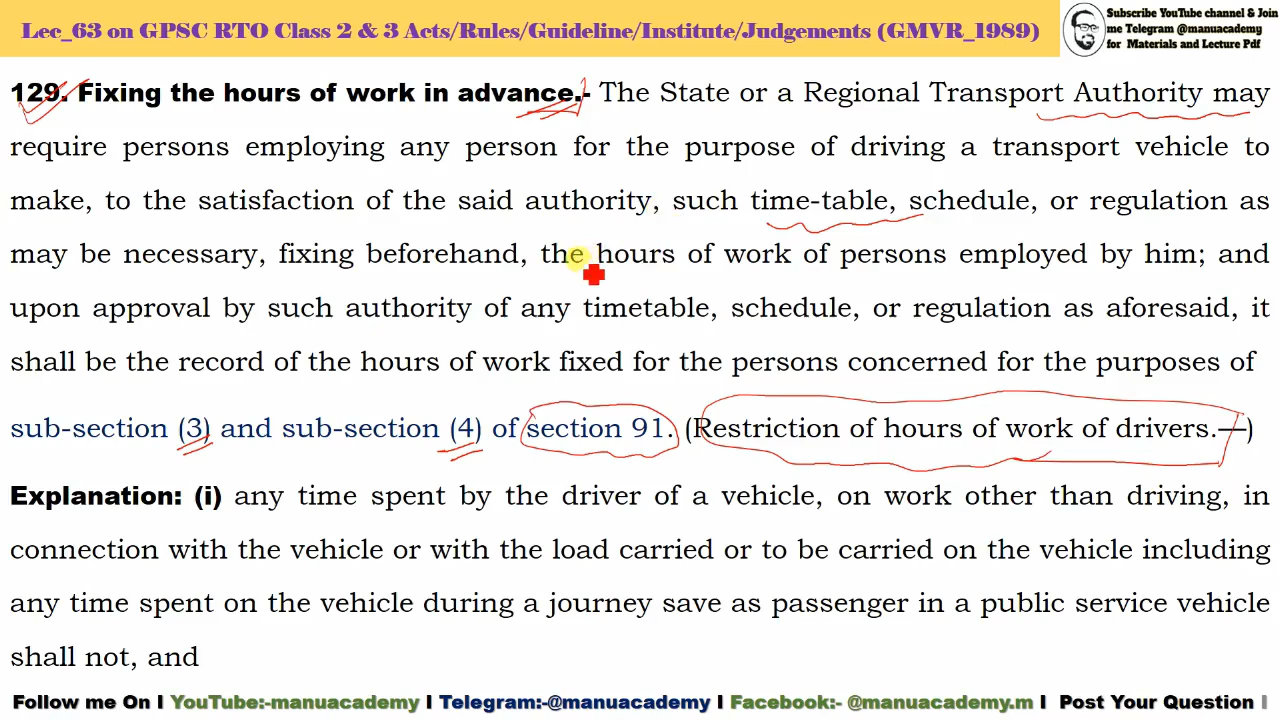 Lec_63 on GPSC RTO Class 2 & 3 Acts/Rules/Guideline/Institute/Judgements (GMVR_1989)
Subscribe YouTube channel & Join
me Telegram @manuacademy
for Materials and Lecture Pdf
129. Fixing the hours of work in advance.- The State or a Regional Transport Authority may
require persons employing any person for the purpose of driving a transport vehicle to
make, to the satisfaction of the said authority, such time-table, schedule, or regulation as
may be necessary, fixing beforehand, the hours of work of persons employed by him; and
upon approval by such authority of any timetable, schedule, or regulation as aforesaid, it
shall be the record of the hours of work fixed for the persons concerned for the purposes of
sub-section (3) and sub-section (4) of section 91. (Restriction of hours of work of drivers.—)
Explanation: (i) any time spent by the driver of a vehicle, on work other than driving, in
connection with the vehicle or with the load carried or to be carried on the vehicle including
any time spent on the vehicle during a journey save as passenger in a public service vehicle
shall not, and
Follow me On I YouTube:-manuacademy I Telegram:-@manuacademy I Facebook:- @manuacademy.m I Post Your Question I